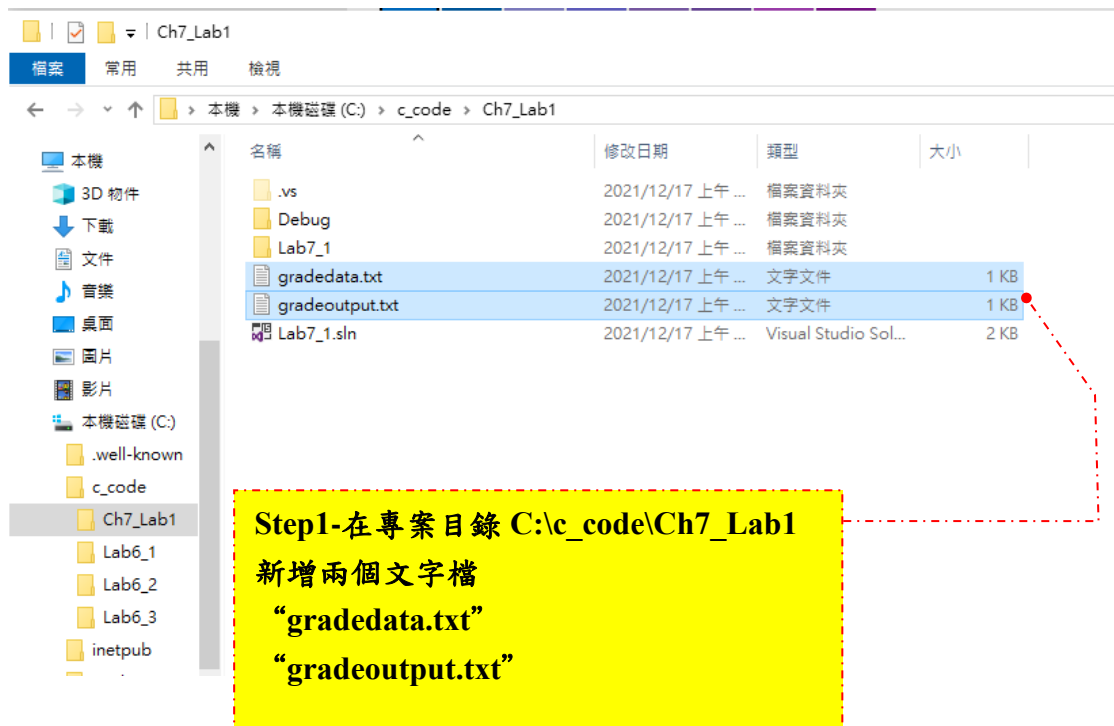 Ch7_Lab1
檔案 常用 共用 檢視
本機 > 本機磁碟 (C:) > c_code > Ch7_Lab1
名稱 修改日期 類型 大小
本機
3D 物件
下載
文件
音樂
桌面
圖片
影片
本機磁碟 (C:)
.well-known
c_code
Ch7_Lab1
Lab6_1
Lab6_2
Lab6_3
inetpub
.vs 2021/12/17 上午 ... 檔案資料夾
Debug 2021/12/17 上午 ... 檔案資料夾
Lab7_1 2021/12/17 上午 ... 檔案資料夾
gradedata.txt 2021/12/17 上午 ... 文字文件 1 KB
gradeoutput.txt 2021/12/17 上午 ... 文字文件 1 KB
Lab7_1.sln 2021/12/17 上午 ... Visual Studio Sol... 2 KB
Step1-在專案目錄 C:\c_code\Ch7_Lab1
新增兩個文字檔
“gradedata.txt”
“gradeoutput.txt”